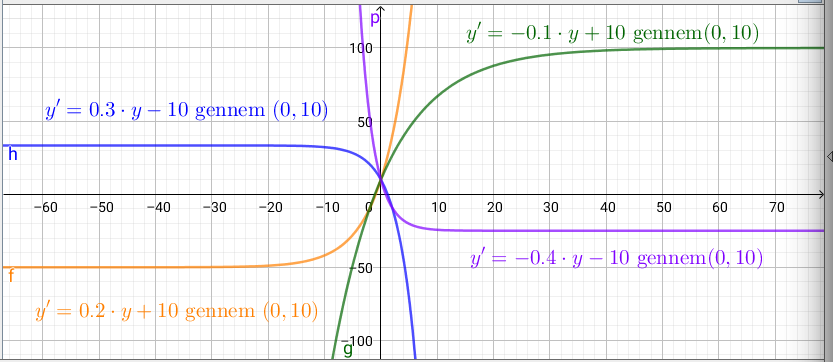 p
y′ = −0.1 · y + 10 gennem(0, 10)
100
y′ = 0.3 · y − 10 gennem (0, 10)
50
h
−60 −50 −40 −30 −20 −10 0 10 20 30 40 50 60 70
y′ = −0.4 · y − 10 gennem(0, 10)
−50
f
y′ = 0.2 · y + 10 gennem (0, 10)
−100
g